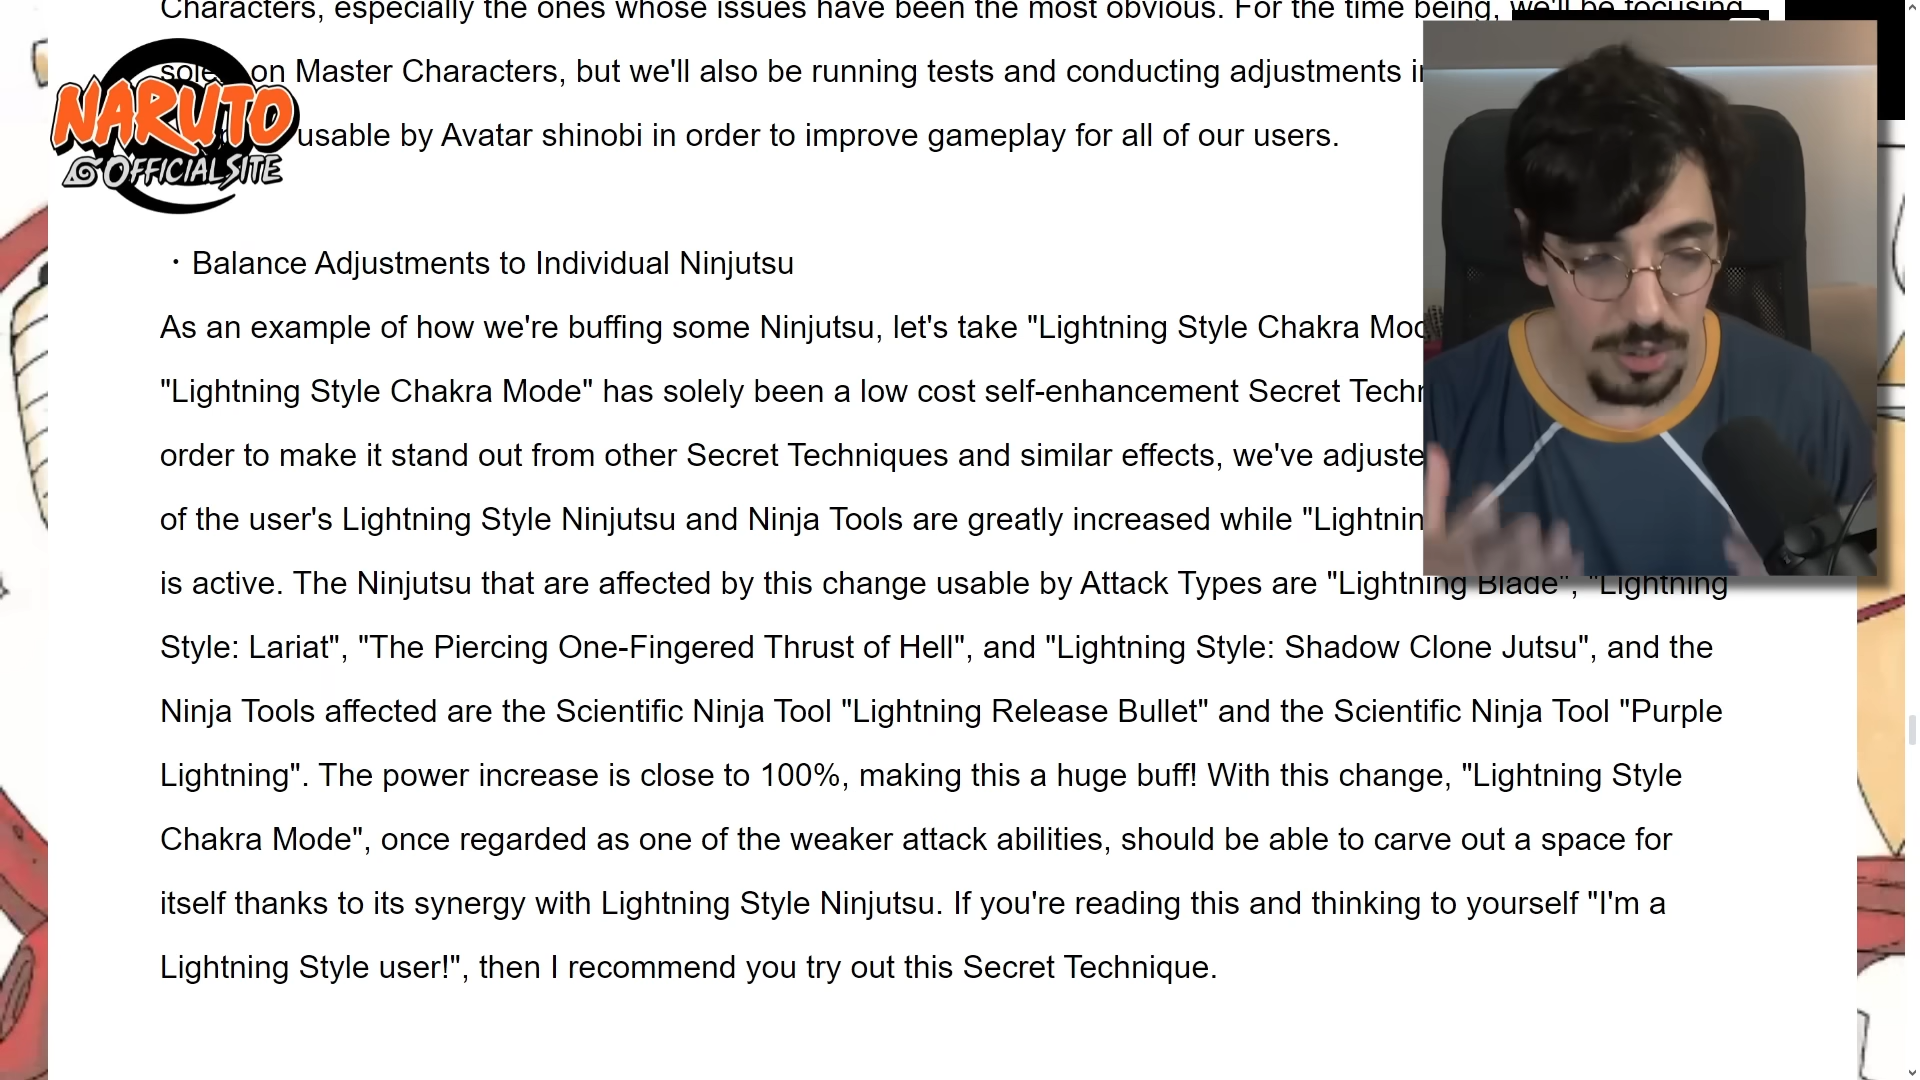 Characters, especially the ones whose issues have been the most obvious. For the time being, we'll be focusing
solely on Master Characters, but we'll also be running tests and conducting adjustments
NARUTO
OFFICIAL SITE
usable by Avatar shinobi in order to improve gameplay for all of our users.
・Balance Adjustments to Individual Ninjutsu
As an example of how we're buffing some Ninjutsu, let's take "Lightning Style Chakra
"Lightning Style Chakra Mode" has solely been a low cost self-enhancement Secret
order to make it stand out from other Secret Techniques and similar effects, we've
of the user's Lightning Style Ninjutsu and Ninja Tools are greatly increased while
is active. The Ninjutsu that are affected by this change usable by Attack Types are "Lightning Blade", "Lightning
Style: Lariat", "The Piercing One-Fingered Thrust of Hell", and "Lightning Style: Shadow Clone Jutsu", and the
Ninja Tools affected are the Scientific Ninja Tool "Lightning Release Bullet" and the Scientific Ninja Tool "Purple
Lightning". The power increase is close to 100%, making this a huge buff! With this change, "Lightning Style
Chakra Mode", once regarded as one of the weaker attack abilities, should be able to carve out a space for
itself thanks to its synergy with Lightning Style Ninjutsu. If you're reading this and thinking to yourself "I'm a
Lightning Style user!", then I recommend you try out this Secret Technique.